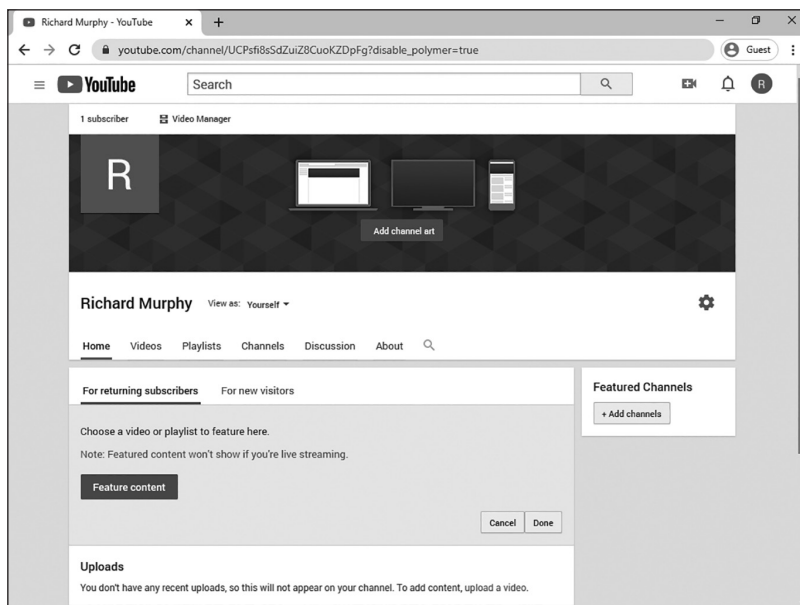 Richard Murphy - YouTube
youtube.com/channel/UCPsfi8sSdZuiZ8CuoKZDpFg?disable_polymer=true
Guest
YouTube
Search
R
1 subscriber
Video Manager
R
Add channel art
Richard Murphy View as: Yourself
Home Videos Playlists Channels Discussion About
For returning subscribers For new visitors
Featured Channels
+ Add channels
Choose a video or playlist to feature here.
Note: Featured content won't show if you're live streaming.
Feature content
Cancel Done
Uploads
You don't have any recent uploads, so this will not appear on your channel. To add content, upload a video.